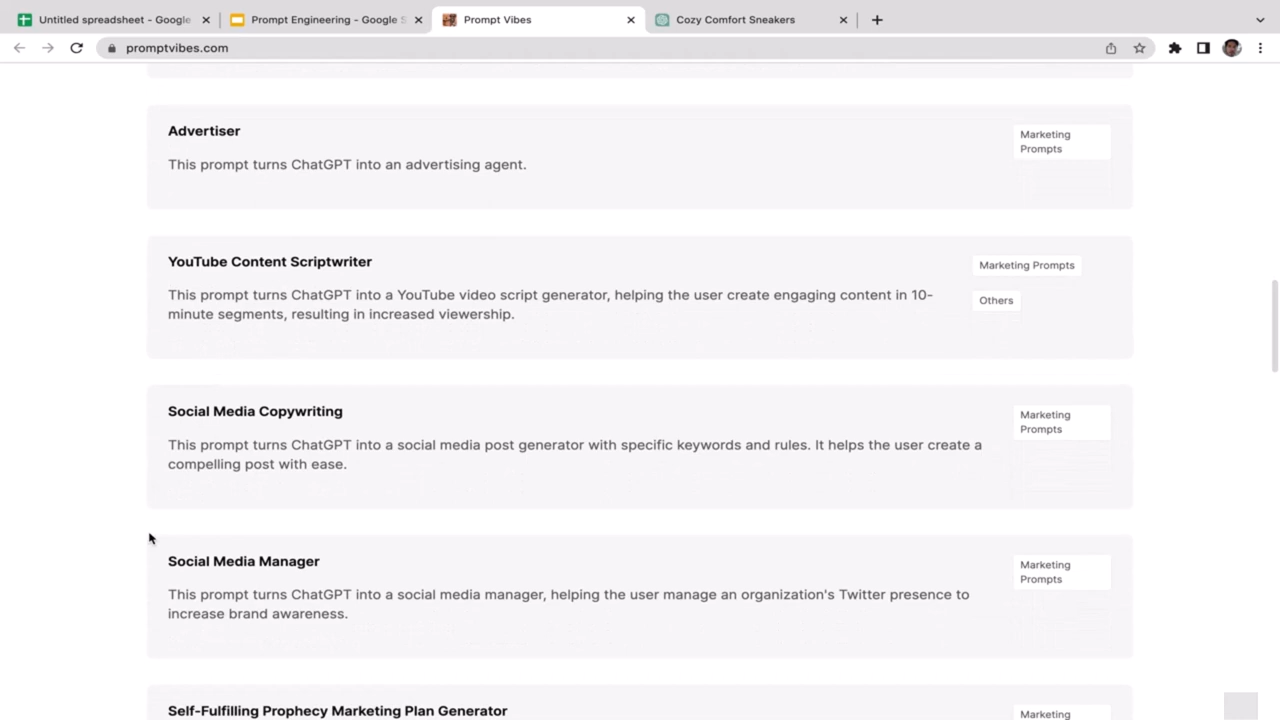 Untitled spreadsheet - Google
Prompt Engineering - Google S
Prompt Vibes
Cozy Comfort Sneakers
promptvibes.com
Advertiser
Marketing
Prompts
This prompt turns ChatGPT into an advertising agent.
YouTube Content Scriptwriter
Marketing Prompts
This prompt turns ChatGPT into a YouTube video script generator, helping the user create engaging content in 10-
minute segments, resulting in increased viewership.
Others
Social Media Copywriting
Marketing
Prompts
This prompt turns ChatGPT into a social media post generator with specific keywords and rules. It helps the user create a
compelling post with ease.
Social Media Manager
Marketing
Prompts
This prompt turns ChatGPT into a social media manager, helping the user manage an organization's Twitter presence to
increase brand awareness.
Self-Fulfilling Prophecy Marketing Plan Generator
Marketing